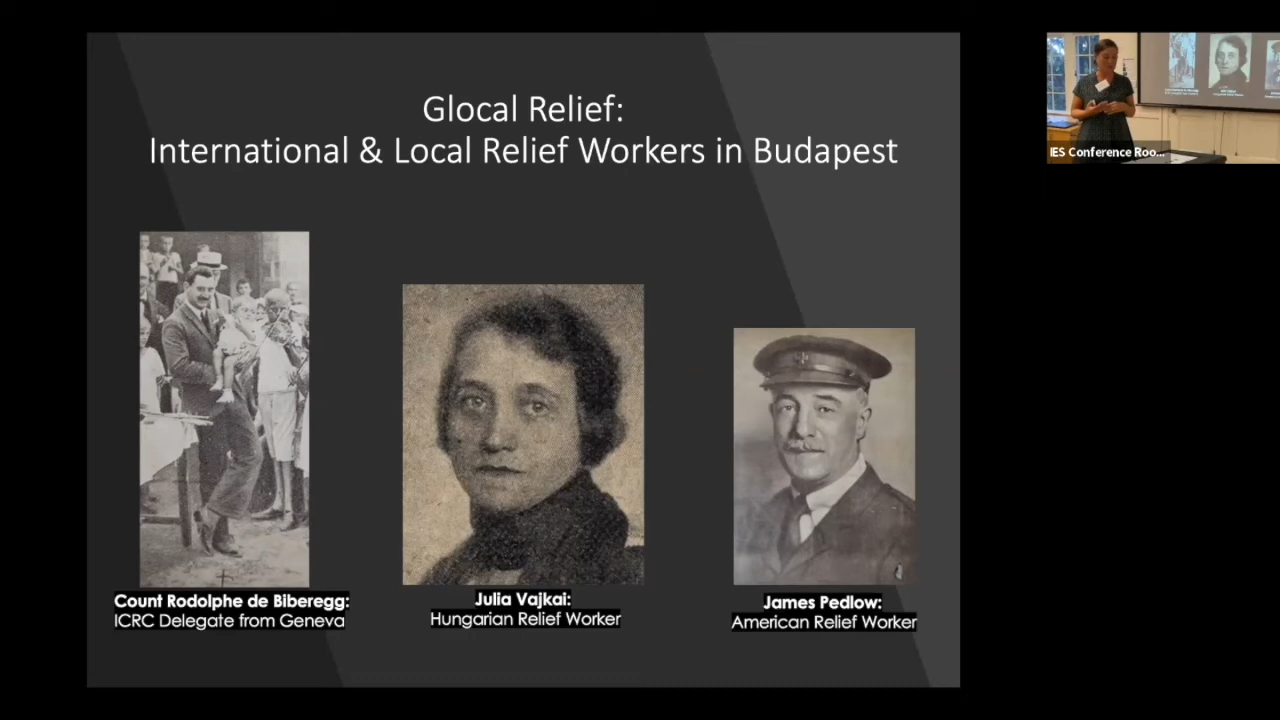 Glocal Relief:
International & Local Relief Workers in Budapest
IES Conference Roo...
Count Rodolphe de Biberegg:
ICRC Delegate from Geneva
Julia Vajkai:
Hungarian Relief Worker
James Pedlow:
American Relief Worker